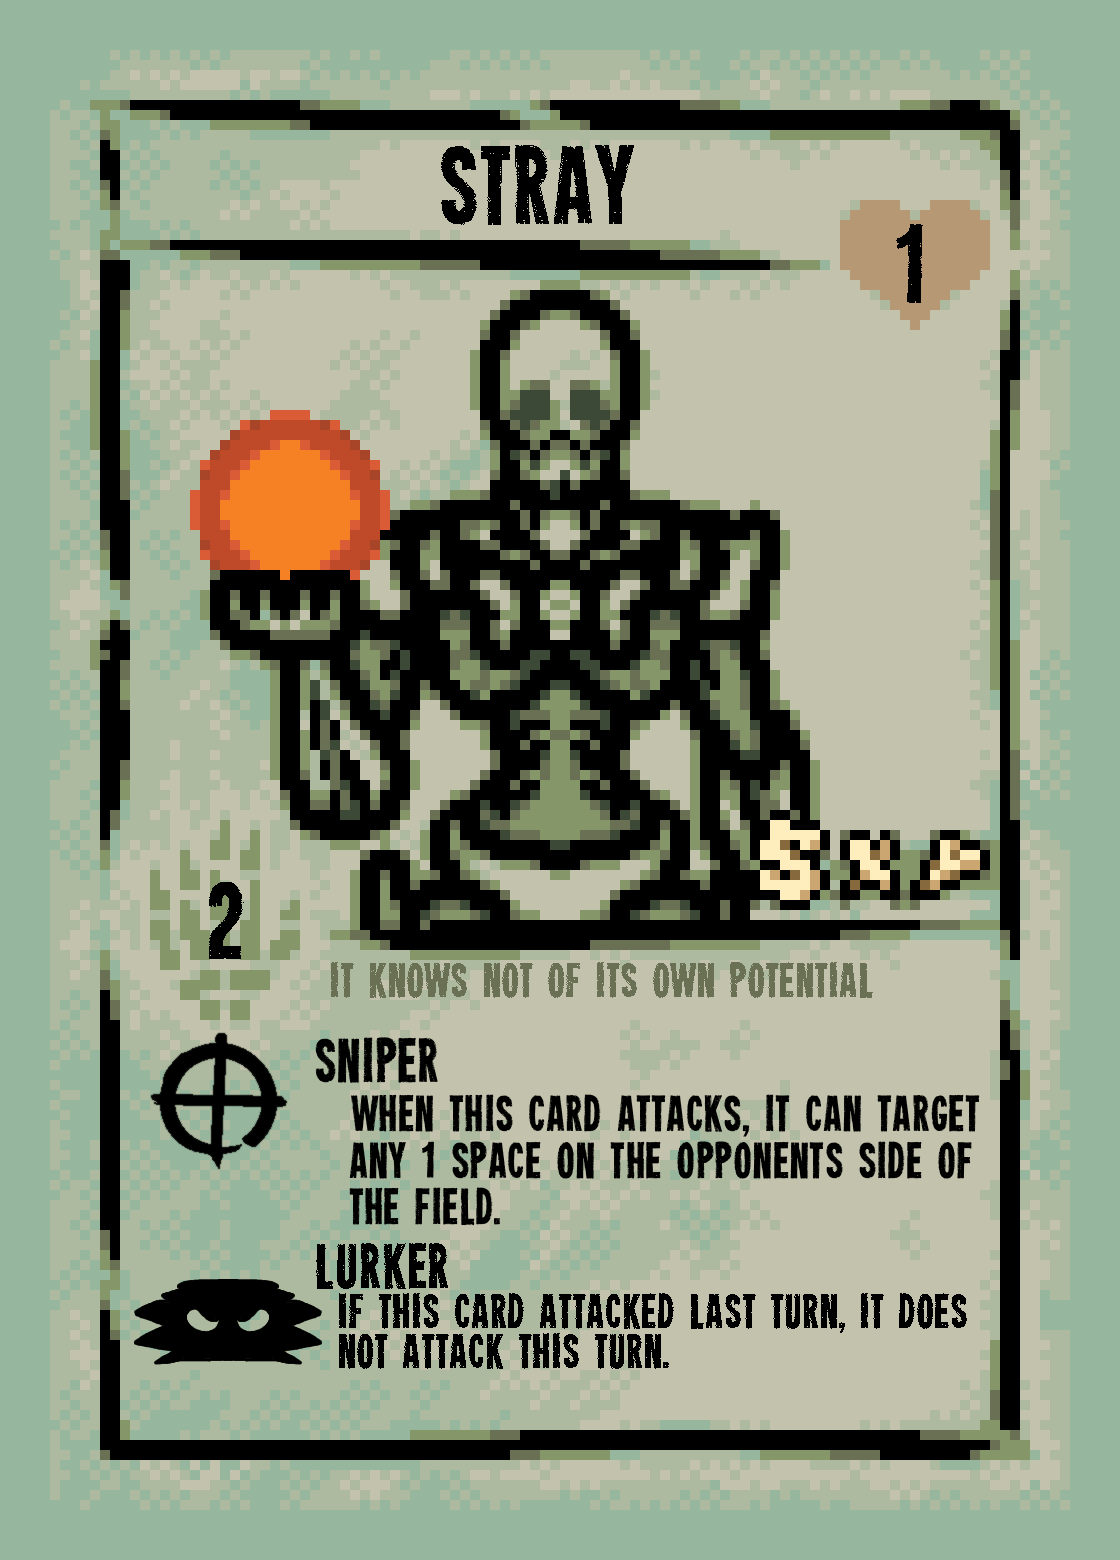 STRAY
1
S X P
2
IT KNOWS NOT OF ITS OWN POTENTIAL
SNIPER
WHEN THIS CARD ATTACKS, IT CAN TARGET
ANY 1 SPACE ON THE OPPONENTS SIDE OF
THE FIELD.
LURKER
IF THIS CARD ATTACKED LAST TURN, IT DOES
NOT ATTACK THIS TURN.